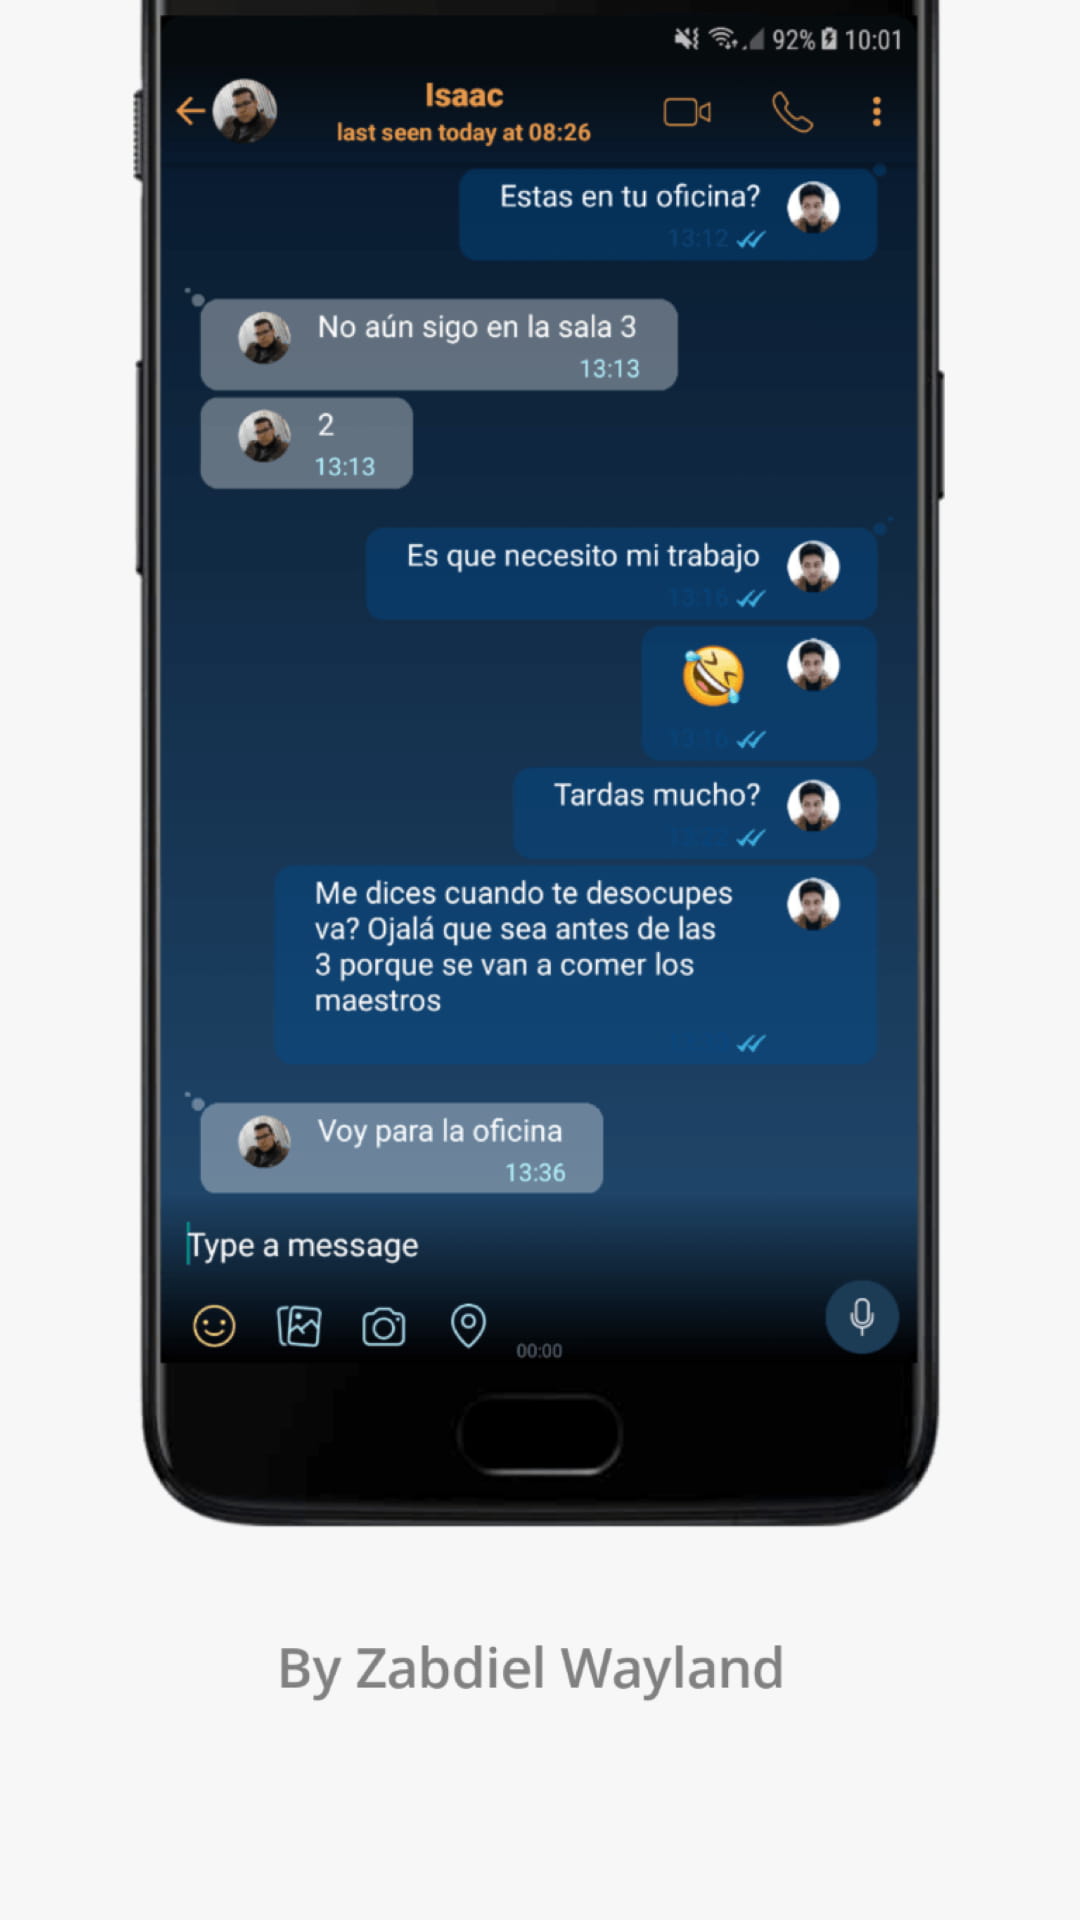 92% 10:01
Isaac
last seen today at 08:26
Estas en tu oficina?
13:12
No aún sigo en la sala 3
13:13
2
13:13
Es que necesito mi trabajo
13:16
13:16
Tardas mucho?
Me dices cuando te desocupes
va? Ojalá que sea antes de las
3 porque se van a comer los
maestros
Voy para la oficina
13:36
Type a message
00:00
By Zabdiel Wayland